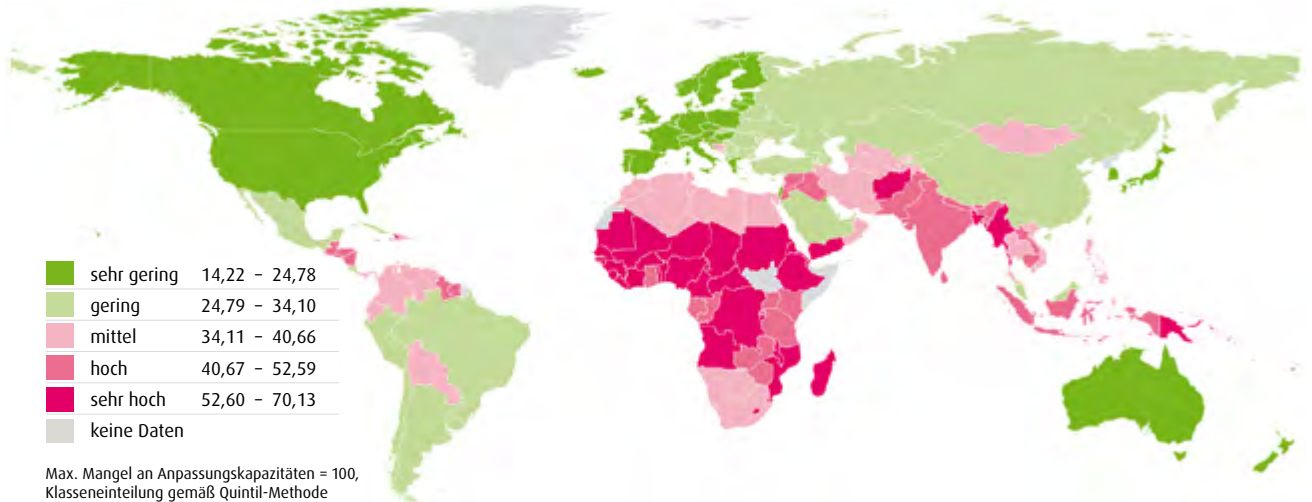 sehr gering 14,22 – 24,78
gering 24,79 – 34,10
mittel 34,11 – 40,66
hoch 40,67 – 52,59
sehr hoch 52,60 – 70,13
keine Daten
Max. Mangel an Anpassungskapazitäten = 100,
Klasseneinteilung gemäß Quintil-Methode